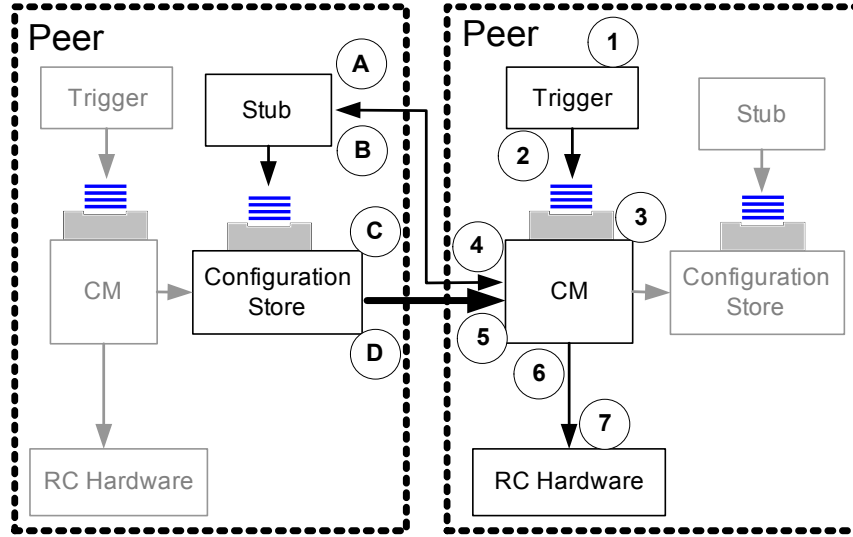 Peer
Trigger
Stub
A
B
C
CM
Configuration
Store
D
RC Hardware
Peer
1
Trigger
2
Stub
3
4
CM
Configuration
Store
5
6
7
RC Hardware